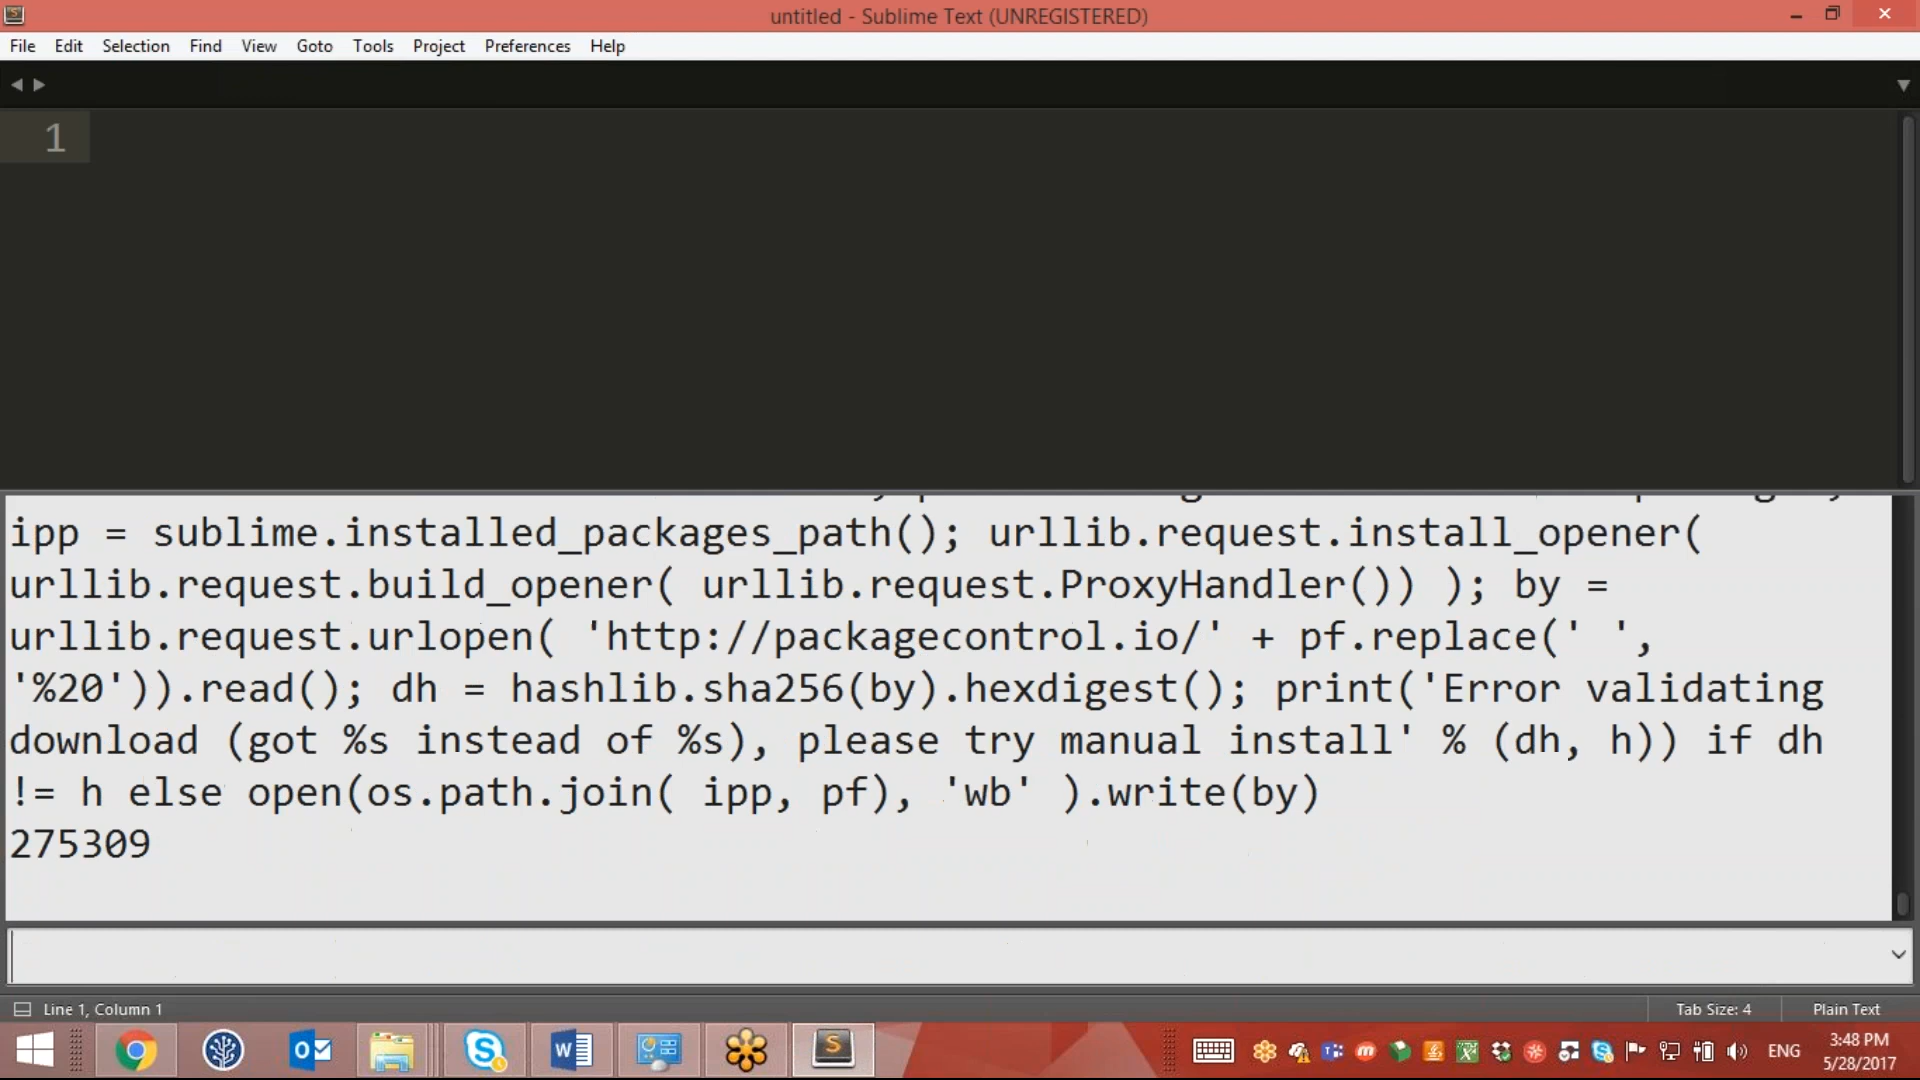 untitled - Sublime Text (UNREGISTERED)
File Edit Selection Find View Goto Tools Project Preferences Help
1
ipp = sublime.installed_packages_path(); urllib.request.install_opener(
urllib.request.build_opener( urllib.request.ProxyHandler()) ); by =
urllib.request.urlopen( 'http://packagecontrol.io/' + pf.replace(' ',
'%20')).read(); dh = hashlib.sha256(by).hexdigest(); print('Error validating
download (got %s instead of %s), please try manual install' % (dh, h)) if dh
!= h else open(os.path.join( ipp, pf), 'wb' ).write(by)
275309
Line 1, Column 1 Tab Size: 4 Plain Text
ENG 3:48 PM
5/28/2017